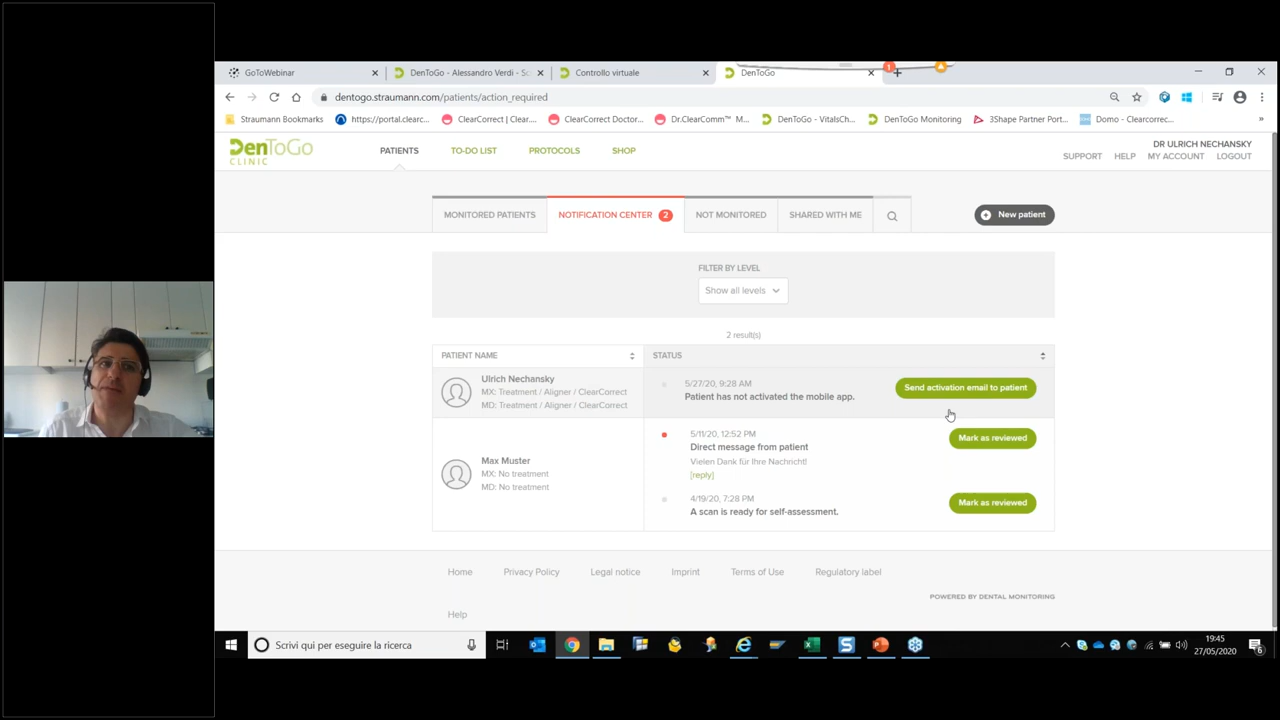 GoToWebinar
DenToGo - Alessandro Verdi - Sc
Controllo virtuale
DenToGo
1
dentogo.straumann.com/patients/action_required
Straumann Bookmarks
https://portal.clearc...
ClearCorrect | Clear....
ClearCorrect Doctor...
Dr.ClearComm™ M...
DenToGo - VitalsCh...
DenToGo Monitoring
3Shape Partner Port...
Domo - Clearcorrec...
»
DenToGo
CLINIC
PATIENTS
TO-DO LIST
PROTOCOLS
SHOP
DR ULRICH NECHANSKY
SUPPORT
HELP
MY ACCOUNT
LOGOUT
MONITORED PATIENTS
NOTIFICATION CENTER 2
NOT MONITORED
SHARED WITH ME
New patient
FILTER BY LEVEL
Show all levels
2 result(s)
PATIENT NAME
STATUS
Ulrich Nechansky
MX: Treatment / Aligner / ClearCorrect
MD: Treatment / Aligner / ClearCorrect
5/27/20, 9:28 AM
Patient has not activated the mobile app.
Send activation email to patient
Max Muster
MX: No treatment
MD: No treatment
5/11/20, 12:52 PM
Direct message from patient
Vielen Dank für Ihre Nachricht!
[reply]
Mark as reviewed
4/19/20, 7:28 PM
A scan is ready for self-assessment.
Mark as reviewed
Home
Privacy Policy
Legal notice
Imprint
Terms of Use
Regulatory label
POWERED BY DENTAL MONITORING
Help
Scrivi qui per eseguire la ricerca
19:45
27/05/2020
6